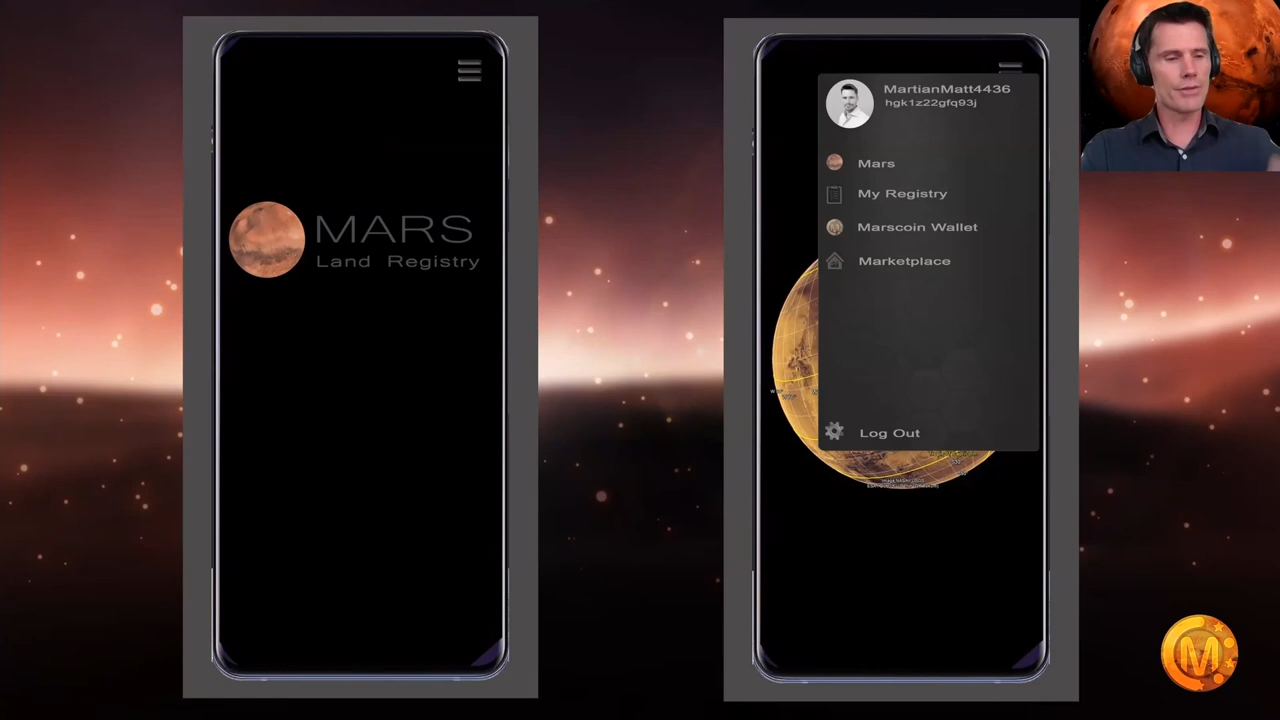 MARS
Land Registry
MartianMatt4436
hgk1z22gfq93j
Mars
My Registry
Marscoin Wallet
Marketplace
Log Out
M